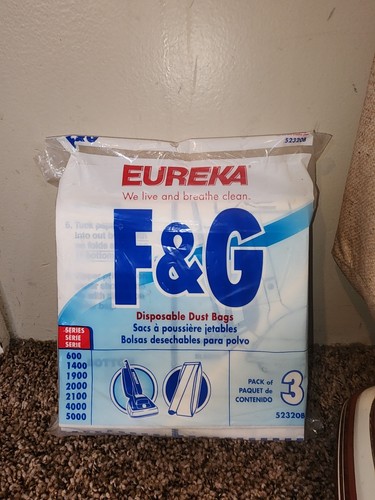 F&G
52320B
EUREKA
We live and breathe clean.
F&G
Disposable Dust Bags
Sacs à poussière jetables
Bolsas desechables para polvo
SERIES
SÉRIE
SERIE
600
1400
1900
2000
2100
4000
5000
PACK of
PAQUET de
CONTENIDO
3
52320B